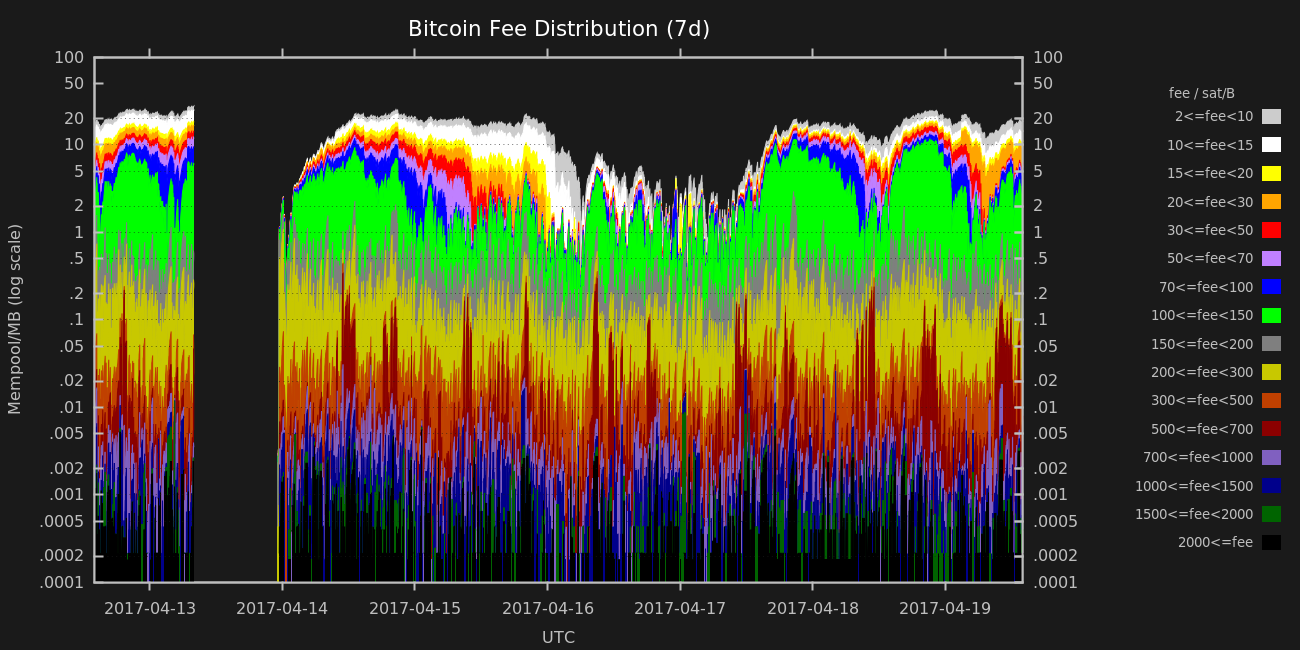 Bitcoin Fee Distribution (7d)
Mempool/MB (log scale)
100
50
20
10
5
2
1
.5
.2
.1
.05
.02
.01
.005
.002
.001
.0005
.0002
.0001
100
50
20
10
5
2
1
.5
.2
.1
.05
.02
.01
.005
.002
.001
.0005
.0002
.0001
2017-04-13 2017-04-14 2017-04-15 2017-04-16 2017-04-17 2017-04-18 2017-04-19
UTC
fee / sat/B
2<=fee<10
10<=fee<15
15<=fee<20
20<=fee<30
30<=fee<50
50<=fee<70
70<=fee<100
100<=fee<150
150<=fee<200
200<=fee<300
300<=fee<500
500<=fee<700
700<=fee<1000
1000<=fee<1500
1500<=fee<2000
2000<=fee